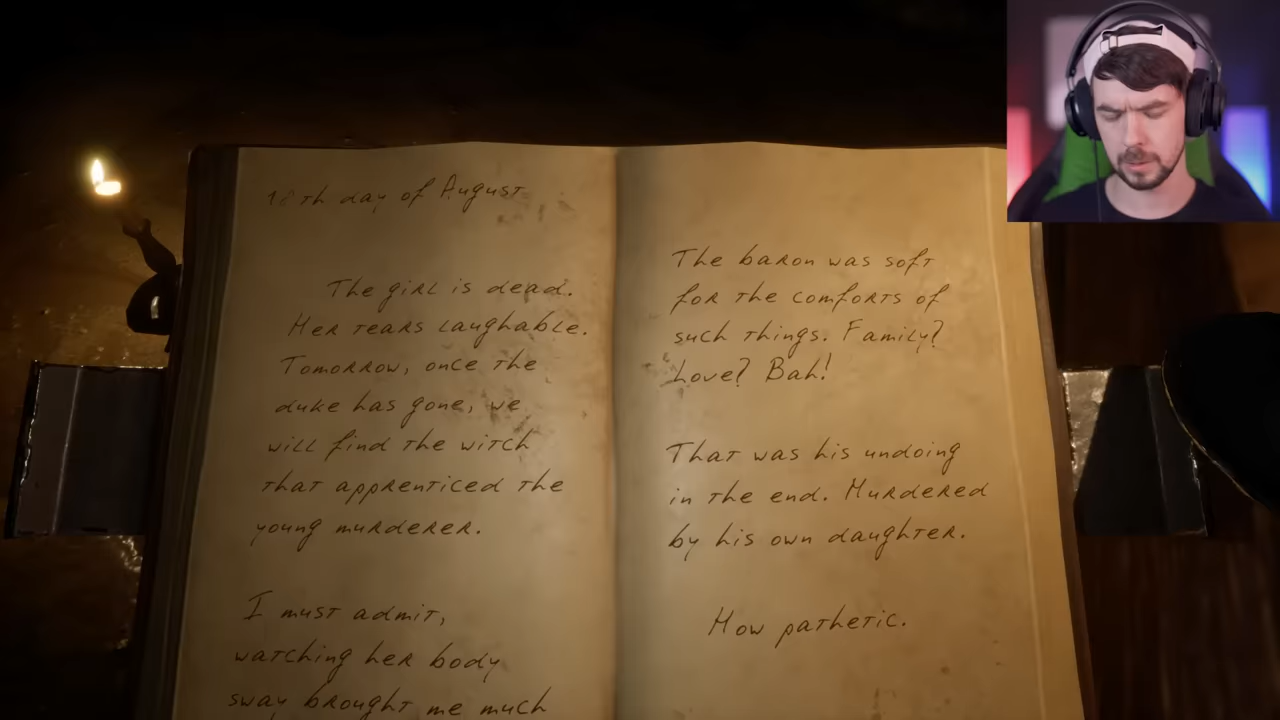 18th day of August
The girl is dead.
Her tears laughable.
Tomorrow, once the
duke has gone, we
will find the witch
that apprenticed the
young murderer.
I must admit,
watching her body
sway brought me much
The baron was soft
for the comforts of
such things. Family?
Love? Bah!
That was his undoing
in the end. Murdered
by his own daughter.
How pathetic.